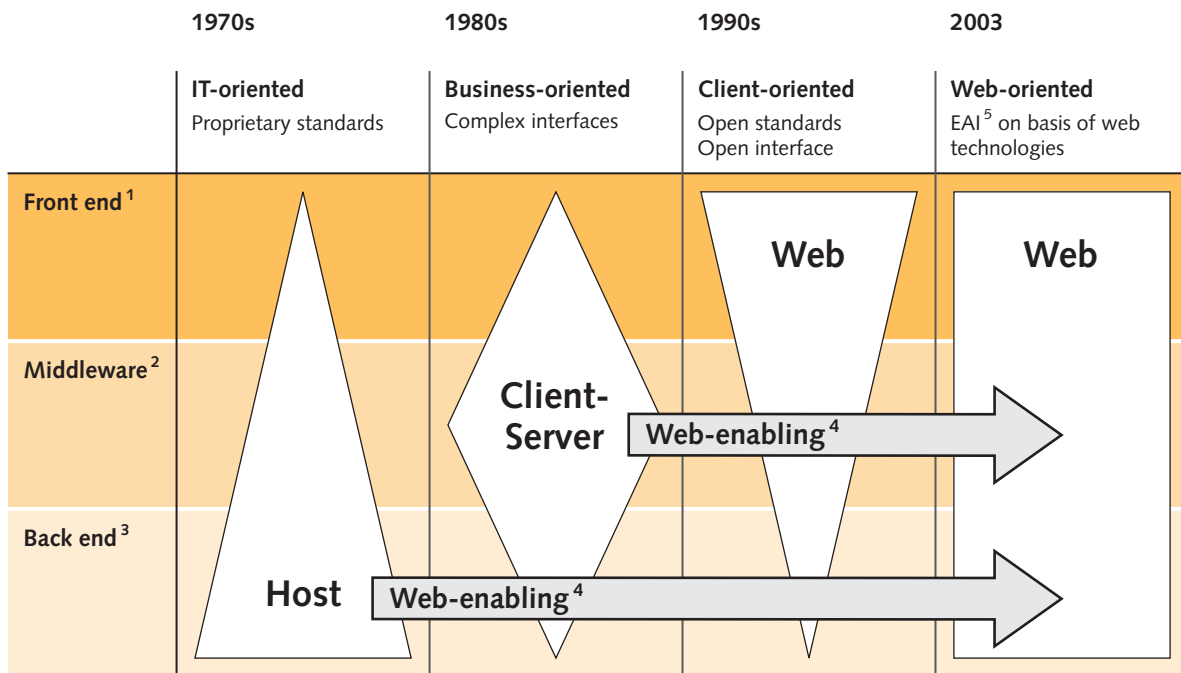 1970s
1980s
1990s
2003
IT-oriented
Proprietary standards
Business-oriented
Complex interfaces
Client-oriented
Open standards
Open interface
Web-oriented
EAI⁵ on basis of web
technologies
Front end¹
Web
Web
Middleware²
Client-
Server
Web-enabling⁴
Back end³
Host
Web-enabling⁴